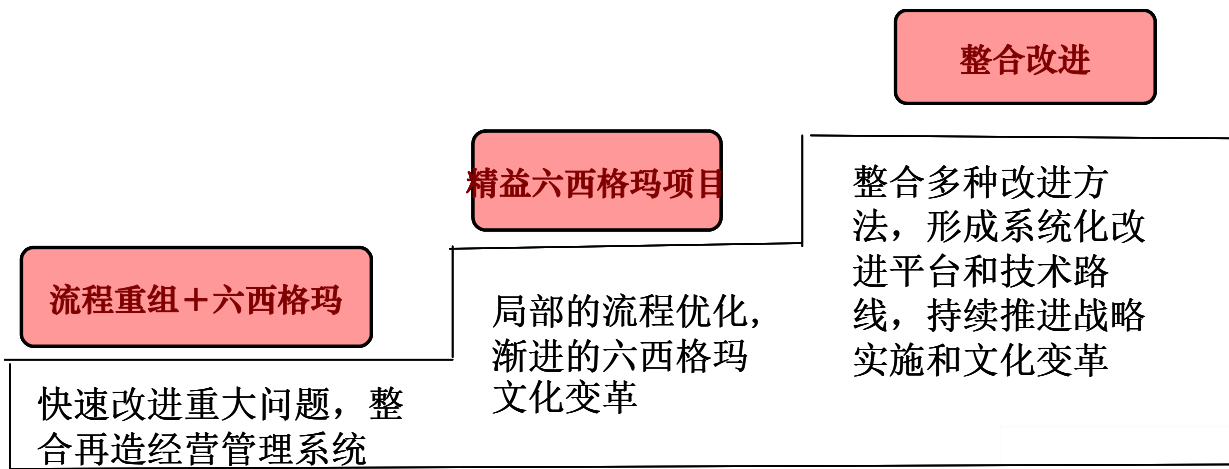 整合改进
精益六西格玛项目
流程重组＋六西格玛
整合多种改进方
法，形成系统化改
进平台和技术路
线，持续推进战略
实施和文化变革
局部的流程优化，
渐进的六西格玛
文化变革
快速改进重大问题，整
合再造经营管理系统